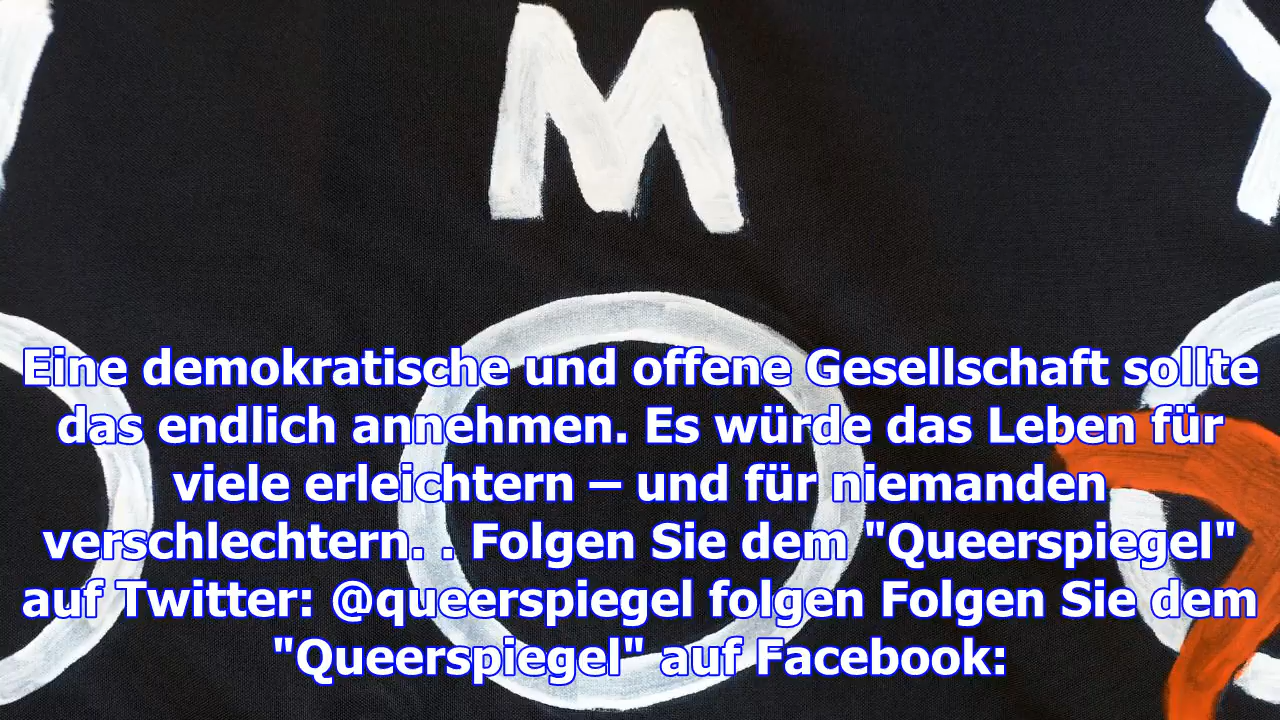 M
Eine demokratische und offene Gesellschaft sollte
das endlich annehmen. Es würde das Leben für
viele erleichtern – und für niemanden
verschlechtern. . Folgen Sie dem "Queerspiegel"
auf Twitter: @queerspiegel folgen Folgen Sie dem
"Queerspiegel" auf Facebook: